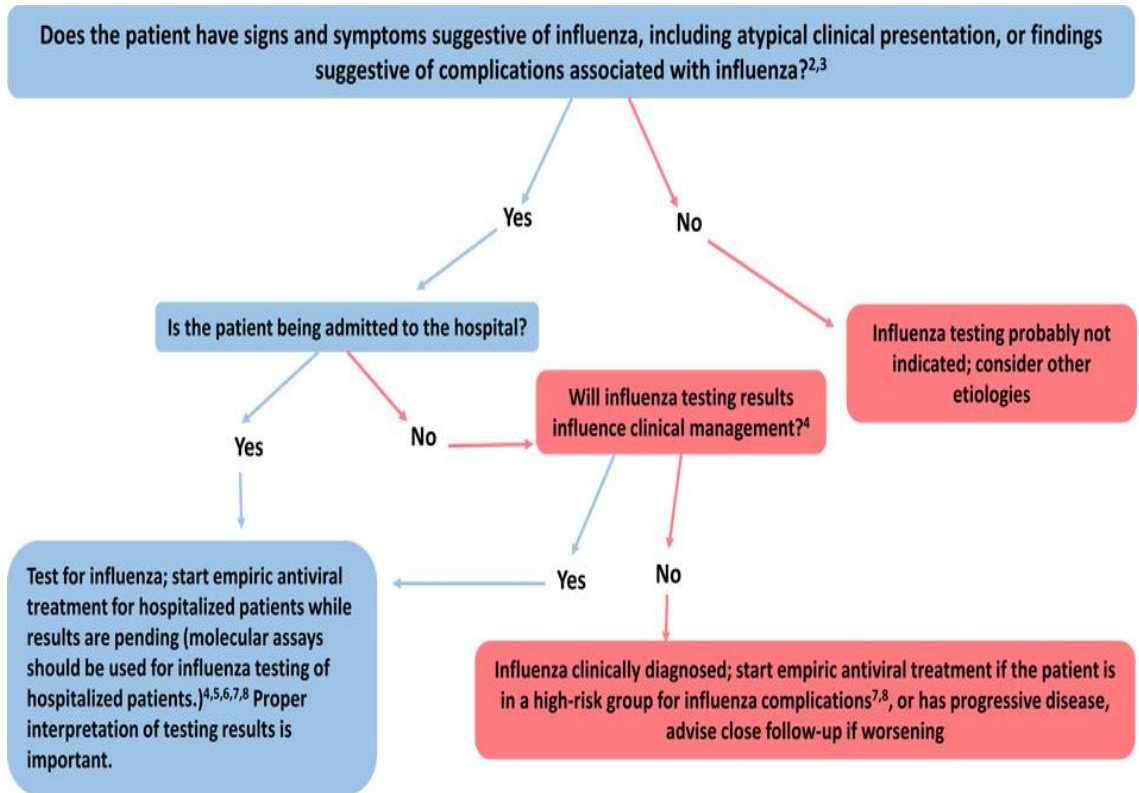 Does the patient have signs and symptoms suggestive of influenza, including atypical clinical presentation, or findings
suggestive of complications associated with influenza?2,3
Yes
No
Is the patient being admitted to the hospital?
Influenza testing probably not
indicated; consider other
etiologies
Will influenza testing results
influence clinical management?4
Yes
No
Yes
No
Test for influenza; start empiric antiviral
treatment for hospitalized patients while
results are pending (molecular assays
should be used for influenza testing of
hospitalized patients.)4,5,6,7,8 Proper
interpretation of testing results is
important.
Influenza clinically diagnosed; start empiric antiviral treatment if the patient is
in a high-risk group for influenza complications7,8, or has progressive disease,
advise close follow-up if worsening